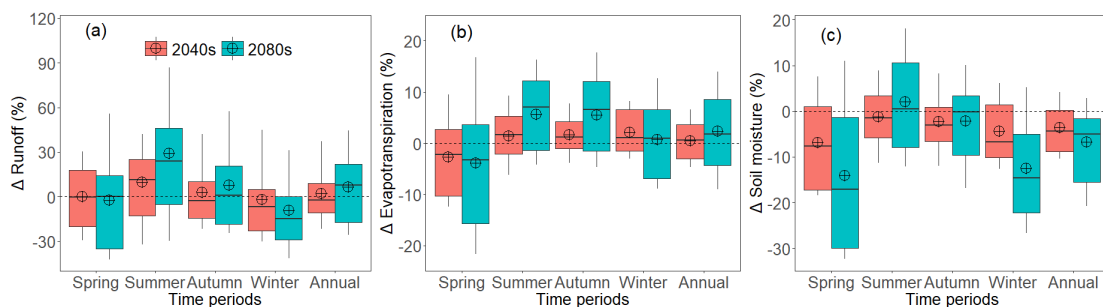 (a)
2040s 2080s
Δ Runoff (%)
120
90
60
30
0
-30
Spring Summer Autumn Winter Annual
Time periods
(b)
Δ Evapotranspiration (%)
20
10
0
-10
-20
Spring Summer Autumn Winter Annual
Time periods
(c)
Δ Soil moisture (%)
20
10
0
-10
-20
-30
Spring Summer Autumn Winter Annual
Time periods